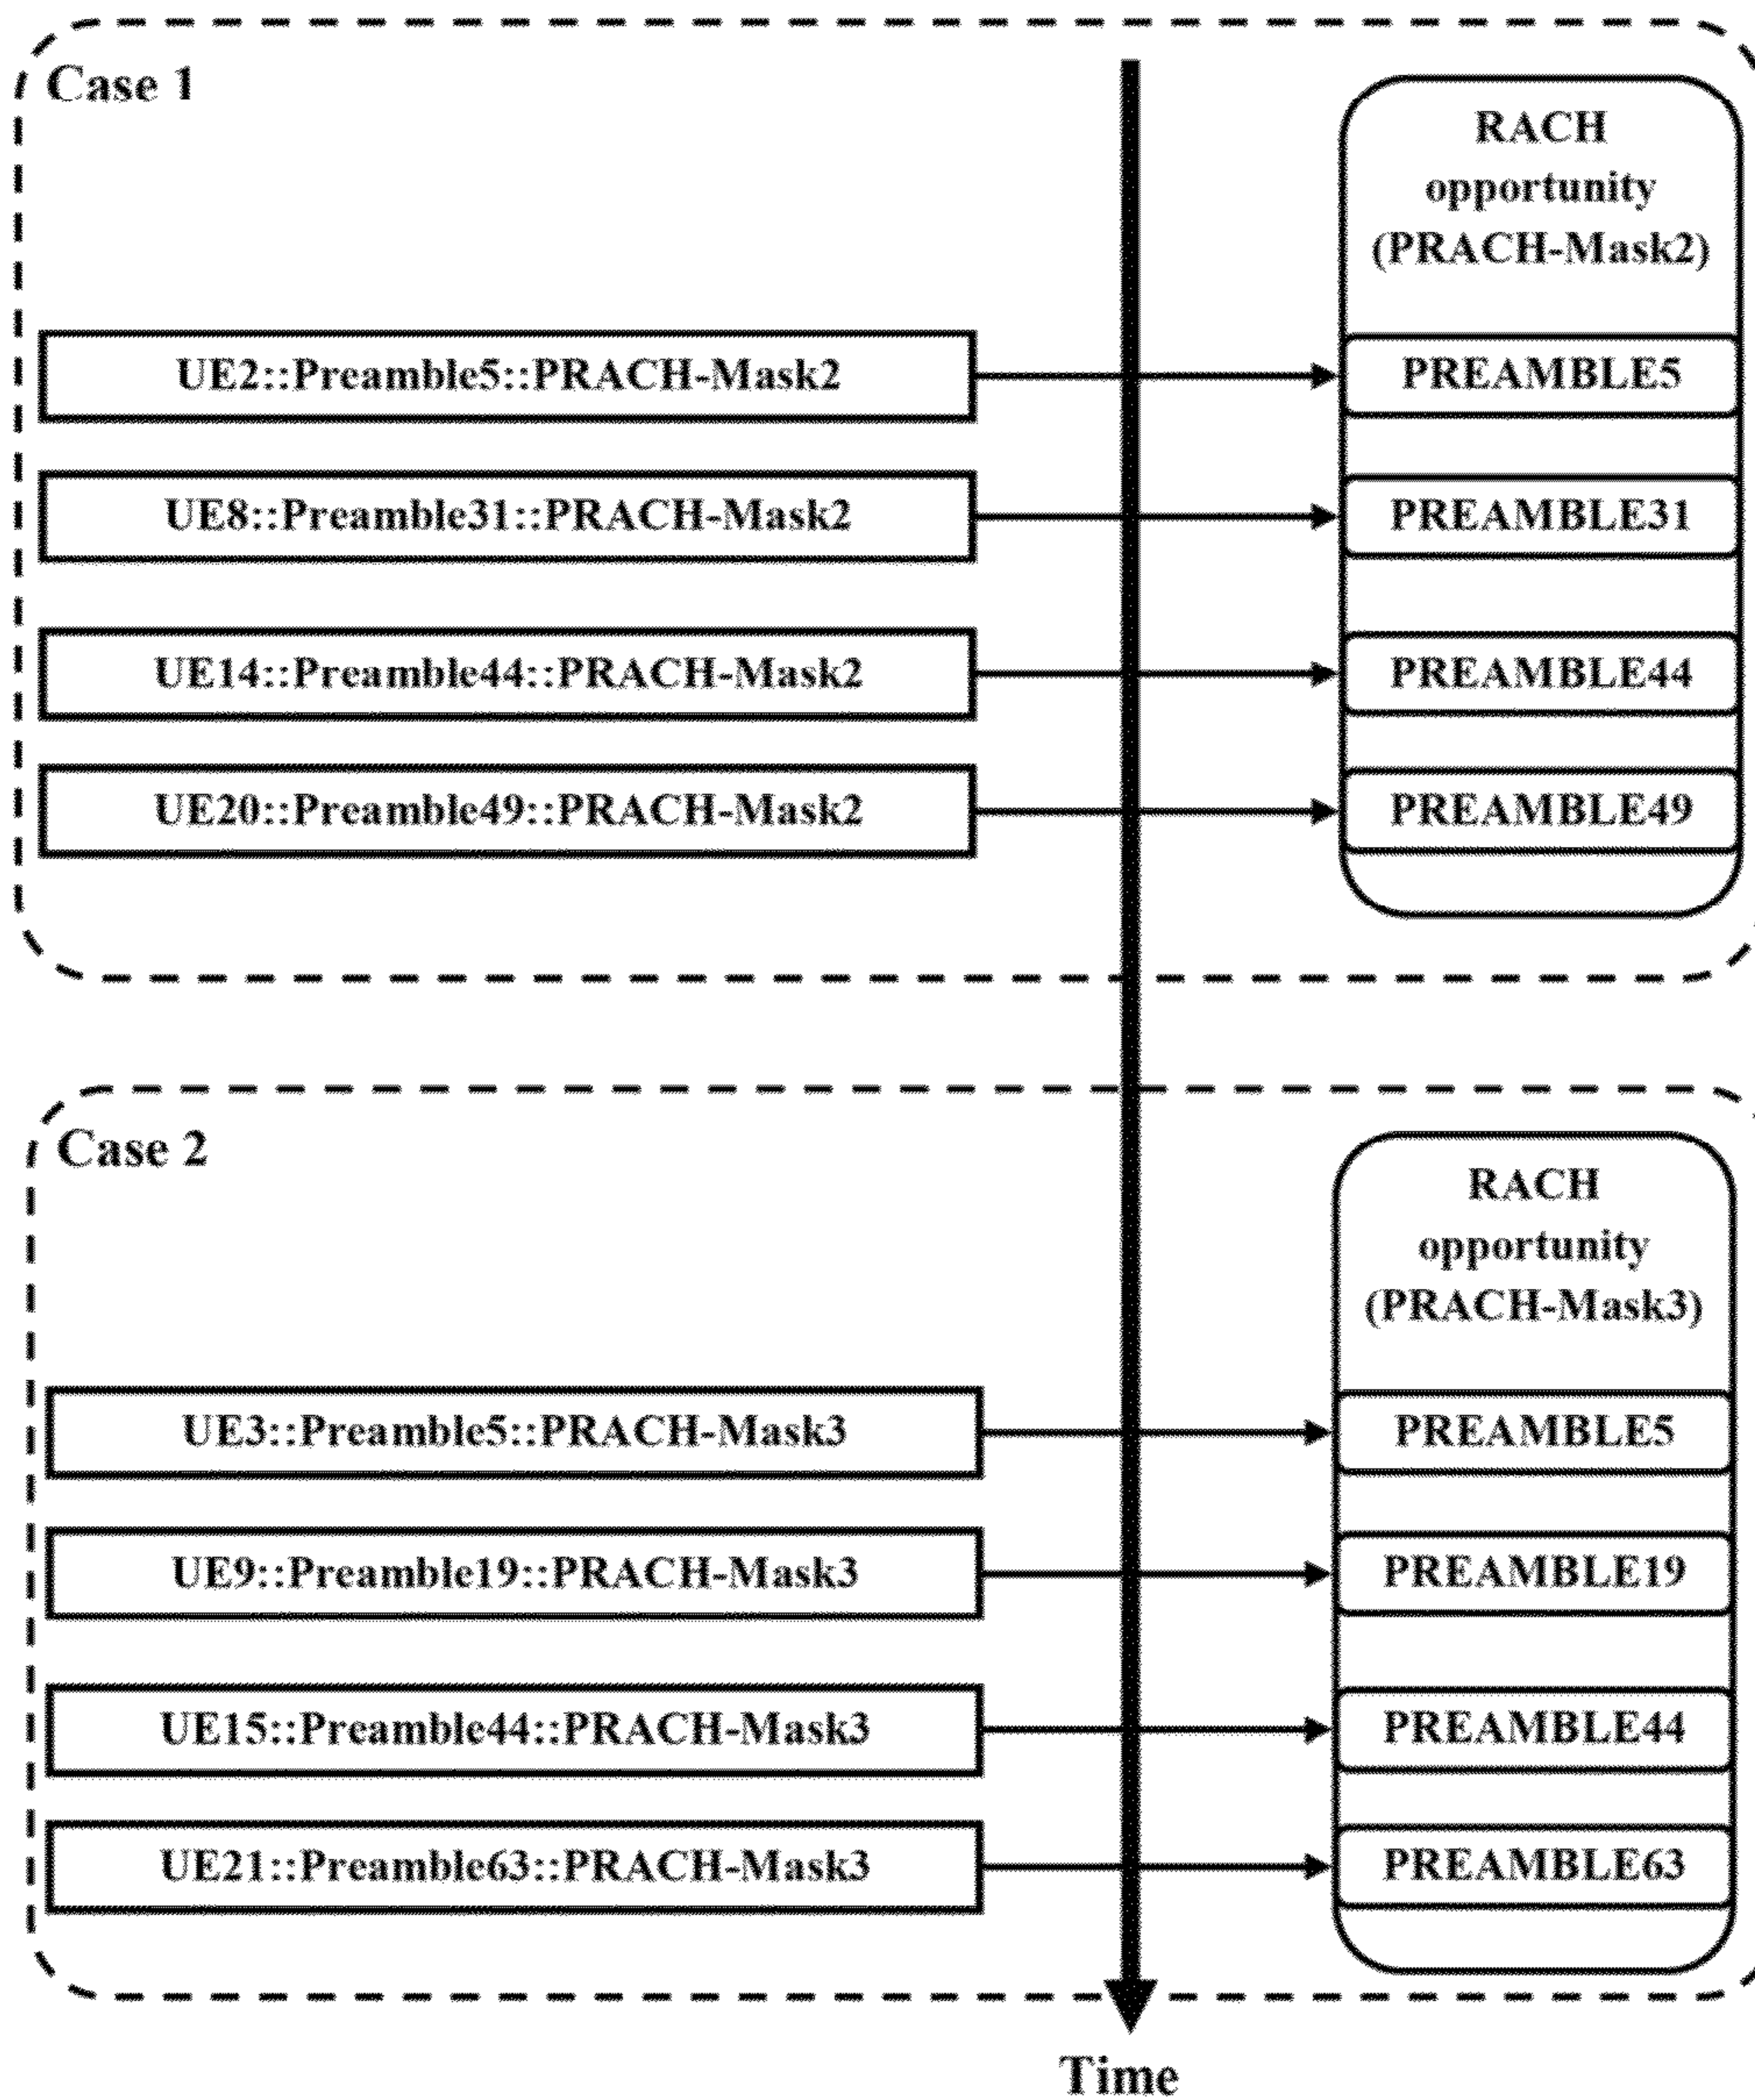 Case 1
RACH
opportunity
(PRACH-Mask2)
UE2::Preamble5::PRACH-Mask2
PREAMBLE5
UE8::Preamble31::PRACH-Mask2
PREAMBLE31
UE14::Preamble44::PRACH-Mask2
PREAMBLE44
UE20::Preamble49::PRACH-Mask2
PREAMBLE49
Case 2
RACH
opportunity
(PRACH-Mask3)
UE3::Preamble5::PRACH-Mask3
PREAMBLE5
UE9::Preamble19::PRACH-Mask3
PREAMBLE19
UE15::Preamble44::PRACH-Mask3
PREAMBLE44
UE21::Preamble63::PRACH-Mask3
PREAMBLE63
Time